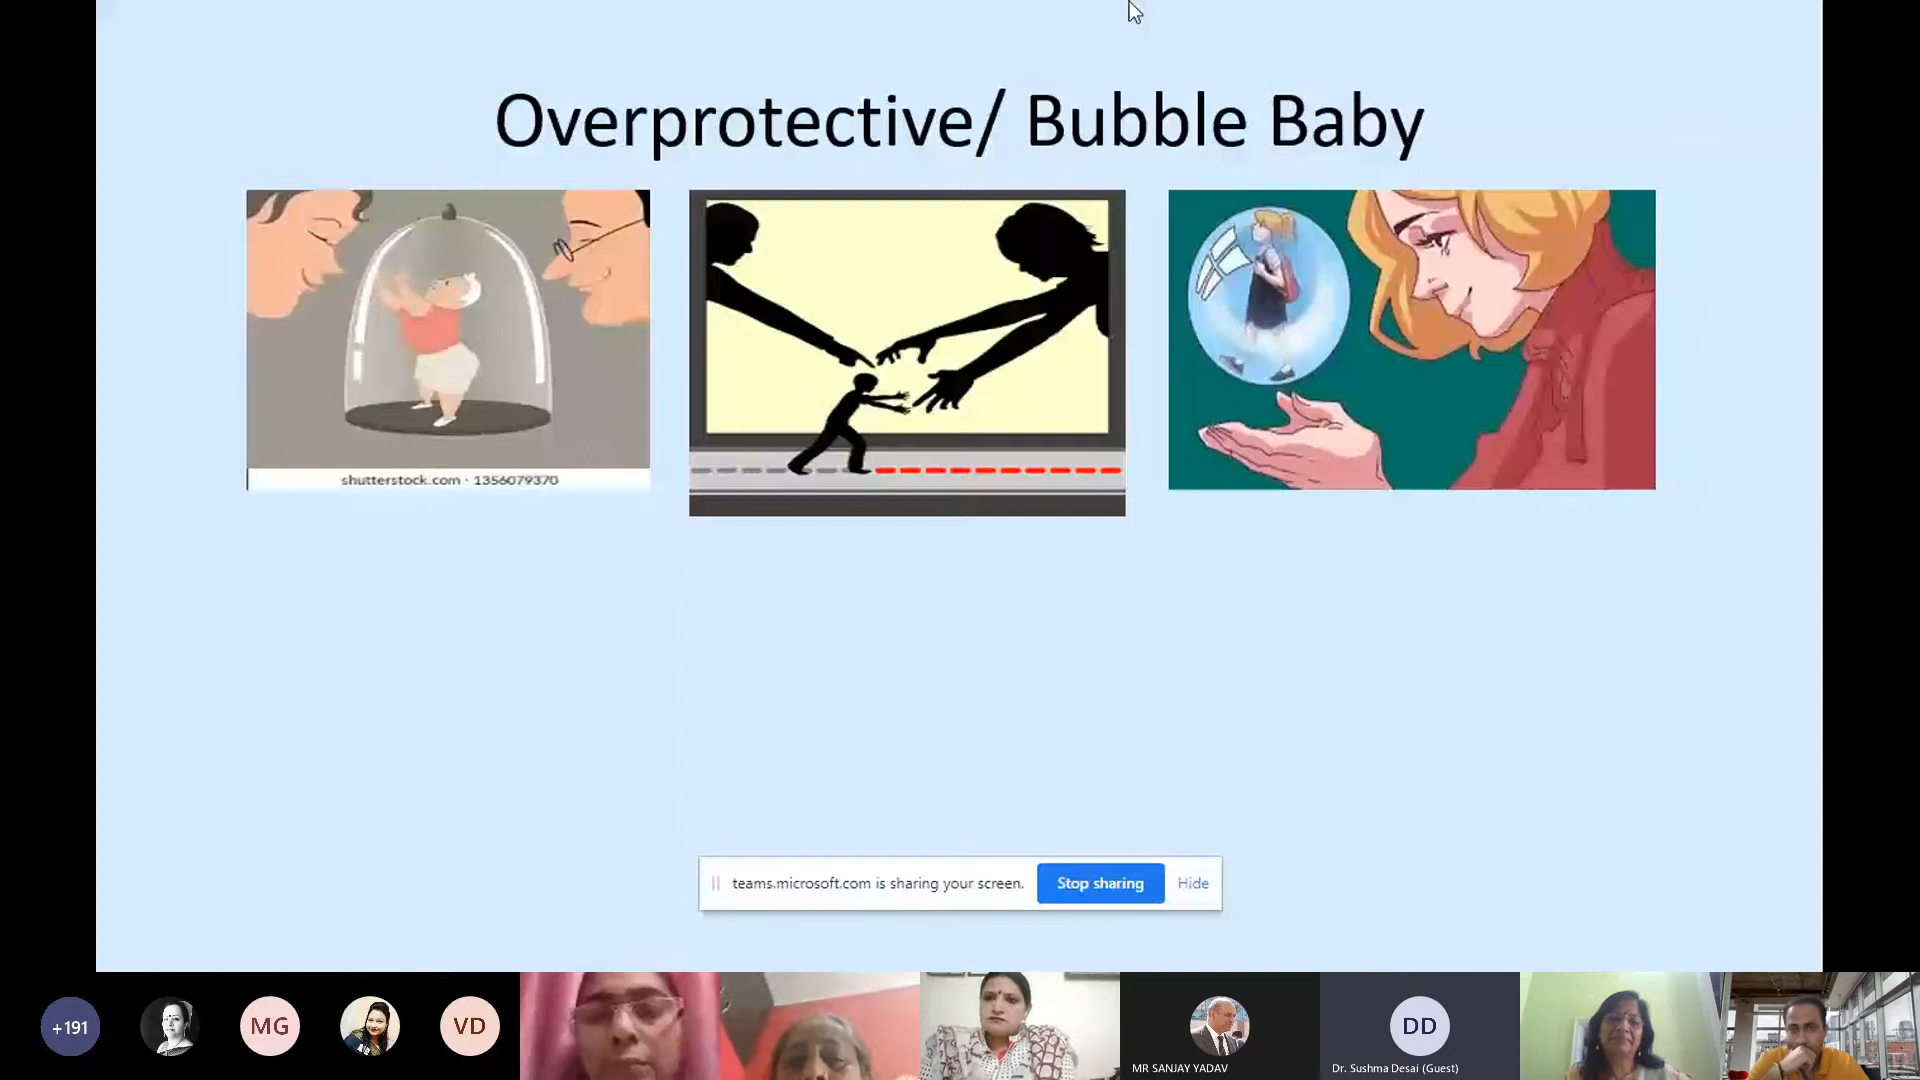 Overprotective/ Bubble Baby
shutterstock.com · 1356079370
teams.microsoft.com is sharing your screen.
Stop sharing
Hide
+191
MG
VD
MR SANJAY YADAV
DD
Dr. Sushma Desai (Guest)